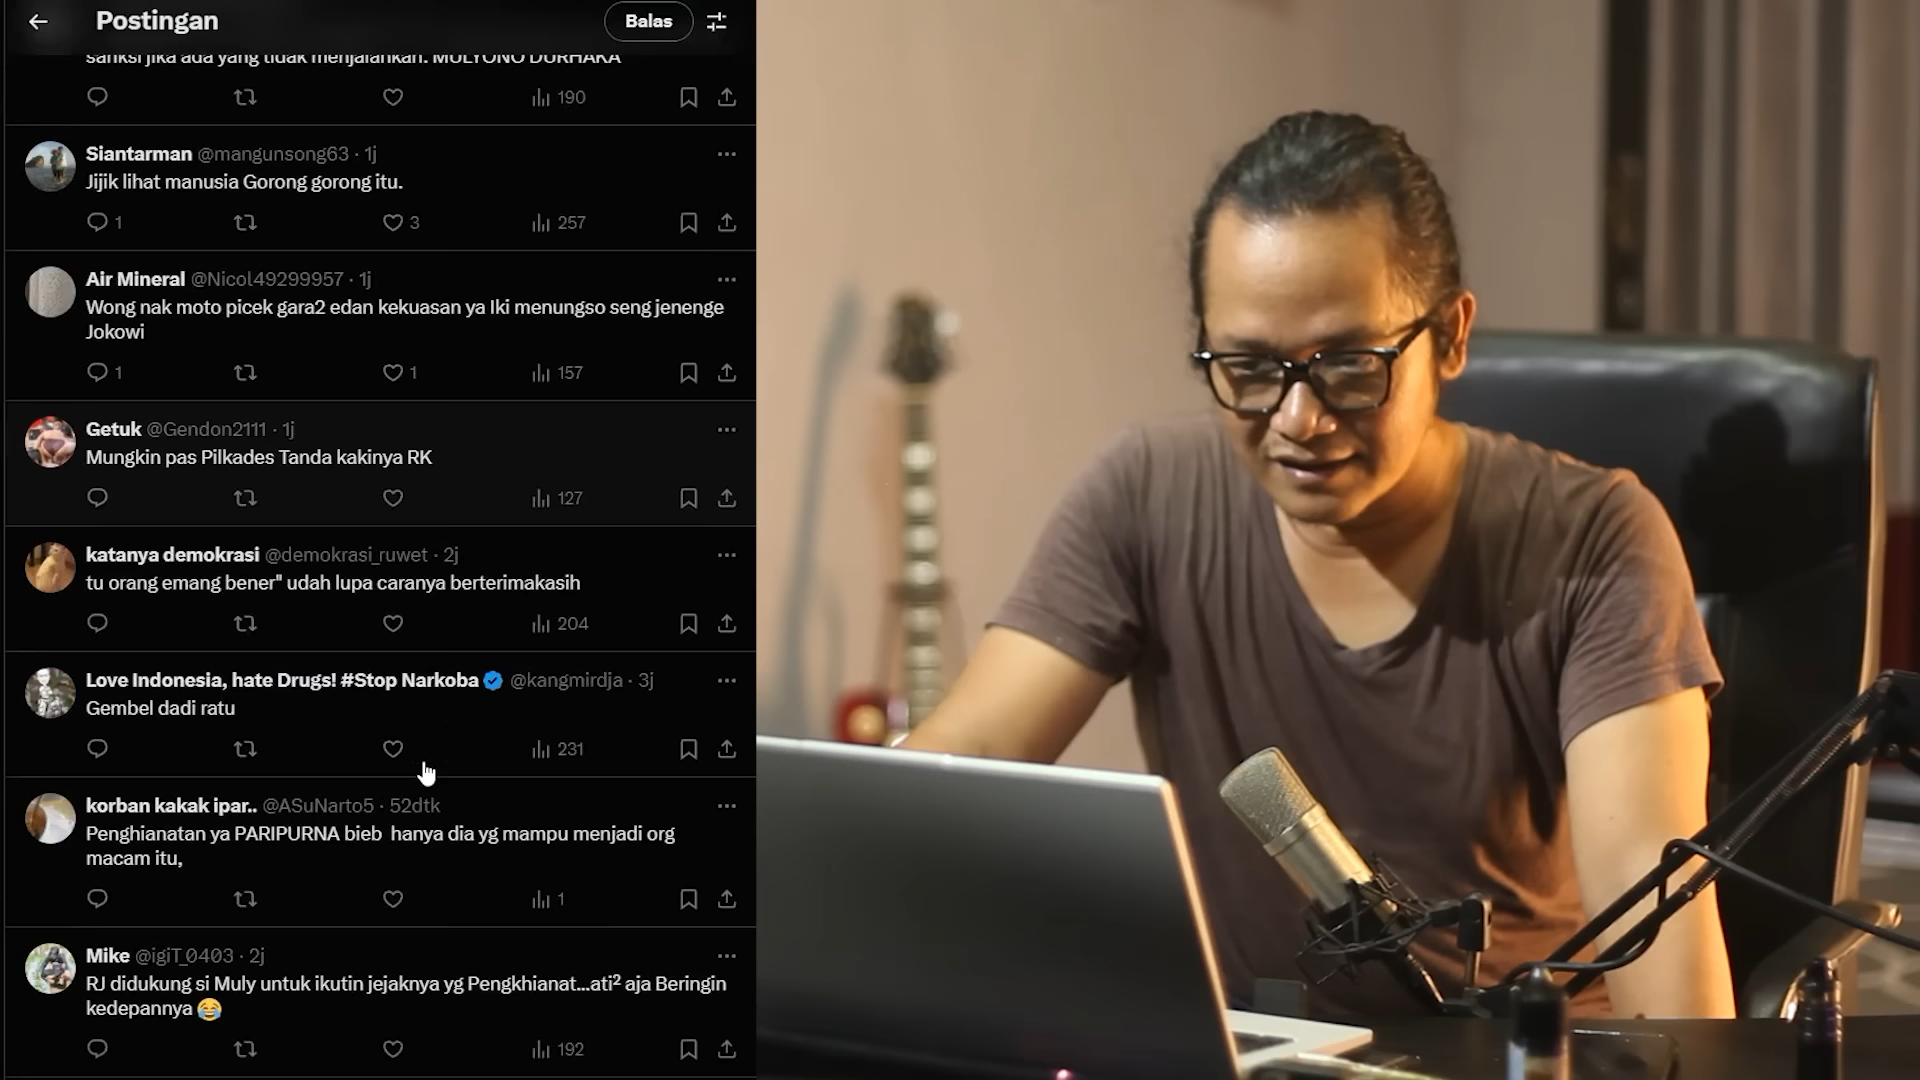 Postingan
Balas
sanksi jika ada yang tidak menjalankan. MULYONO DURHAKA
190
Siantarman @mangunsong63 · 1j
Jijik lihat manusia Gorong gorong itu.
1 3 257
Air Mineral @Nicol49299957 · 1j
Wong nak moto picek gara2 edan kekuasan ya Iki menungso seng jenenge
Jokowi
1 1 157
Getuk @Gendon2111 · 1j
Mungkin pas Pilkades Tanda kakinya RK
127
katanya demokrasi @demokrasi_ruwet · 2j
tu orang emang bener" udah lupa caranya berterimakasih
204
Love Indonesia, hate Drugs! #Stop Narkoba @kangmirdja · 3j
Gembel dadi ratu
231
korban kakak ipar.. @ASuNarto5 · 52dtk
Penghianatan ya PARIPURNA bieb hanya dia yg mampu menjadi org
macam itu,
1
Mike @igiT_0403 · 2j
RJ didukung si Muly untuk ikutin jejaknya yg Pengkhianat...ati² aja Beringin
kedepannya 😂
192